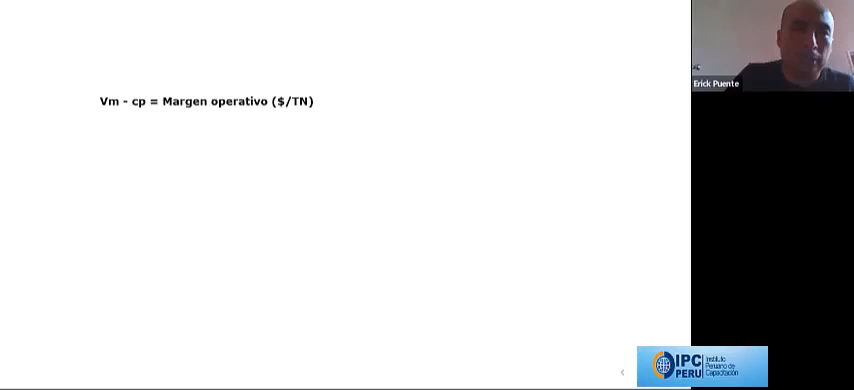 Vm - cp = Margen operativo ($/TN)
Erick Puente
IPC
PERU
Instituto
Peruano de
Capacitación